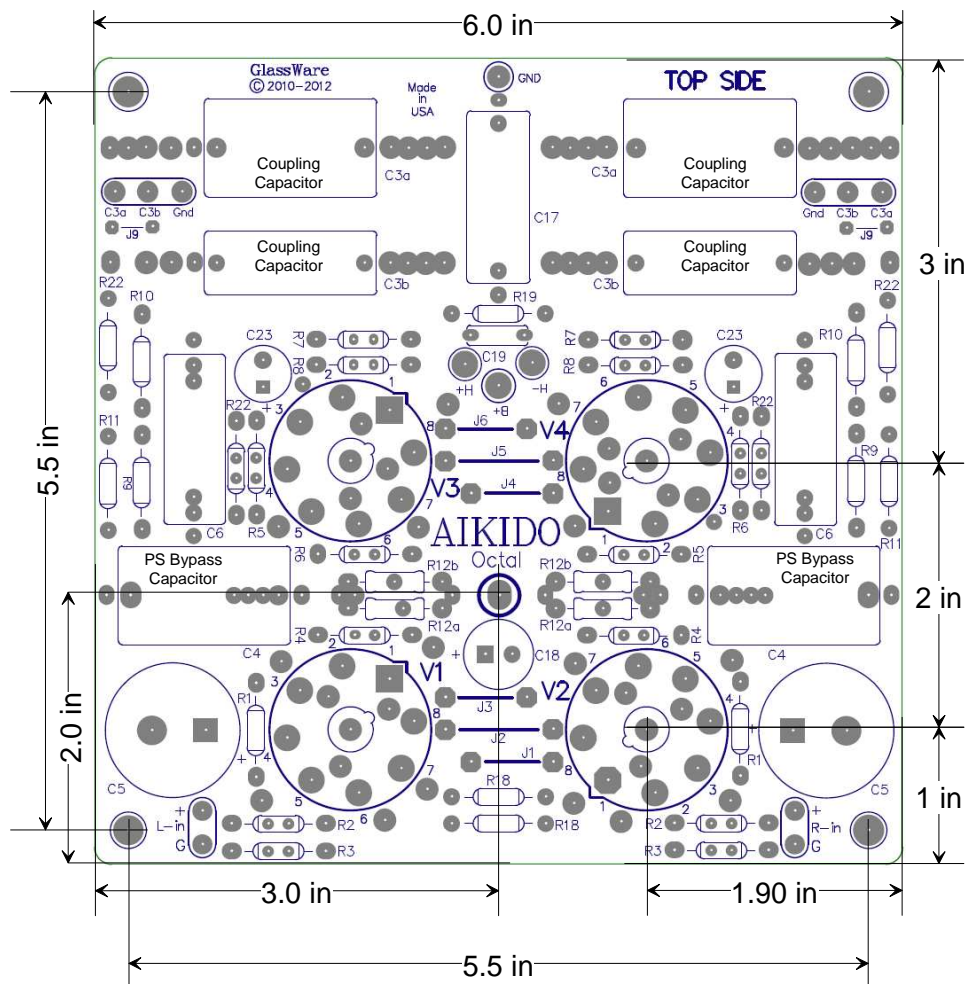 6.0 in
GlassWare
© 2010-2012
Made
in
USA
GND
TOP SIDE
Coupling
Capacitor
C3a
C17
C3a
Coupling
Capacitor
C3a C3b Gnd
J9
Gnd C3b C3a
J9
Coupling
Capacitor
C3b
C3b
Coupling
Capacitor
3 in
R22
R10
R19
R22
R10
C23
R7
R8
C19
H+
B+
H-
R7
R8
C23
2
1
3
8
4
7
5
6
6
5
7
4
8
3
1
2
J6
V4
J5
V3
J4
R11
R9
R22
R5
C6
R22
R6
C6
R9
R11
5.5 in
AIKIDO
Octal
R6
R5
PS Bypass
Capacitor
PS Bypass
Capacitor
R12b
R12b
R12a
R12a
2 in
R4
R4
C4
C18
C4
+
2
1
3
8
4
7
5
6
6
5
7
4
8
3
1
2
V1
V2
J3
J2
J1
R1
+
R1
+
2.0 in
C5
C5
R18
R18
+
L-in
G
R2
R3
R2
R3
+
R-in
G
1 in
3.0 in
1.90 in
5.5 in